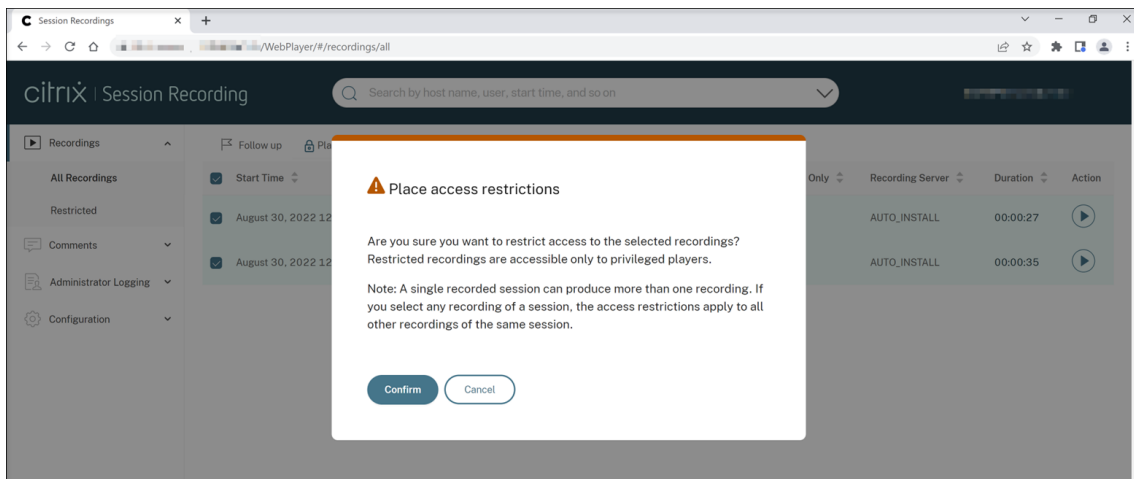 Session Recordings
/WebPlayer/#/recordings/all
citrix | Session Recording
Search by host name, user, start time, and so on
Recordings
Follow up
All Recordings
Start Time
Only
Recording Server
Duration
Action
Restricted
August 30, 2022 12
AUTO_INSTALL
00:00:27
Comments
August 30, 2022 12
AUTO_INSTALL
00:00:35
Administrator Logging
Configuration
Place access restrictions
Are you sure you want to restrict access to the selected recordings?
Restricted recordings are accessible only to privileged players.
Note: A single recorded session can produce more than one recording. If
you select any recording of a session, the access restrictions apply to all
other recordings of the same session.
Confirm
Cancel